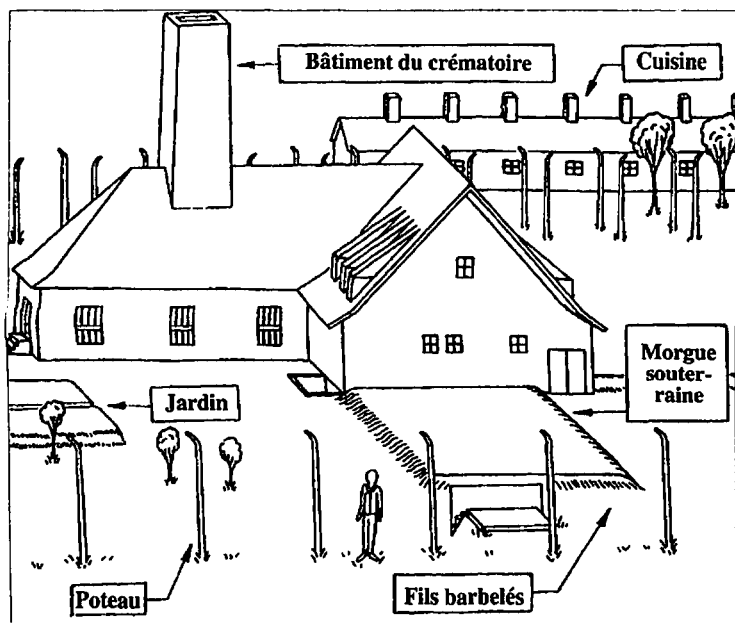 Bâtiment du crématoire
Cuisine
Morgue
souter-
raine
Jardin
Poteau
Fils barbelés